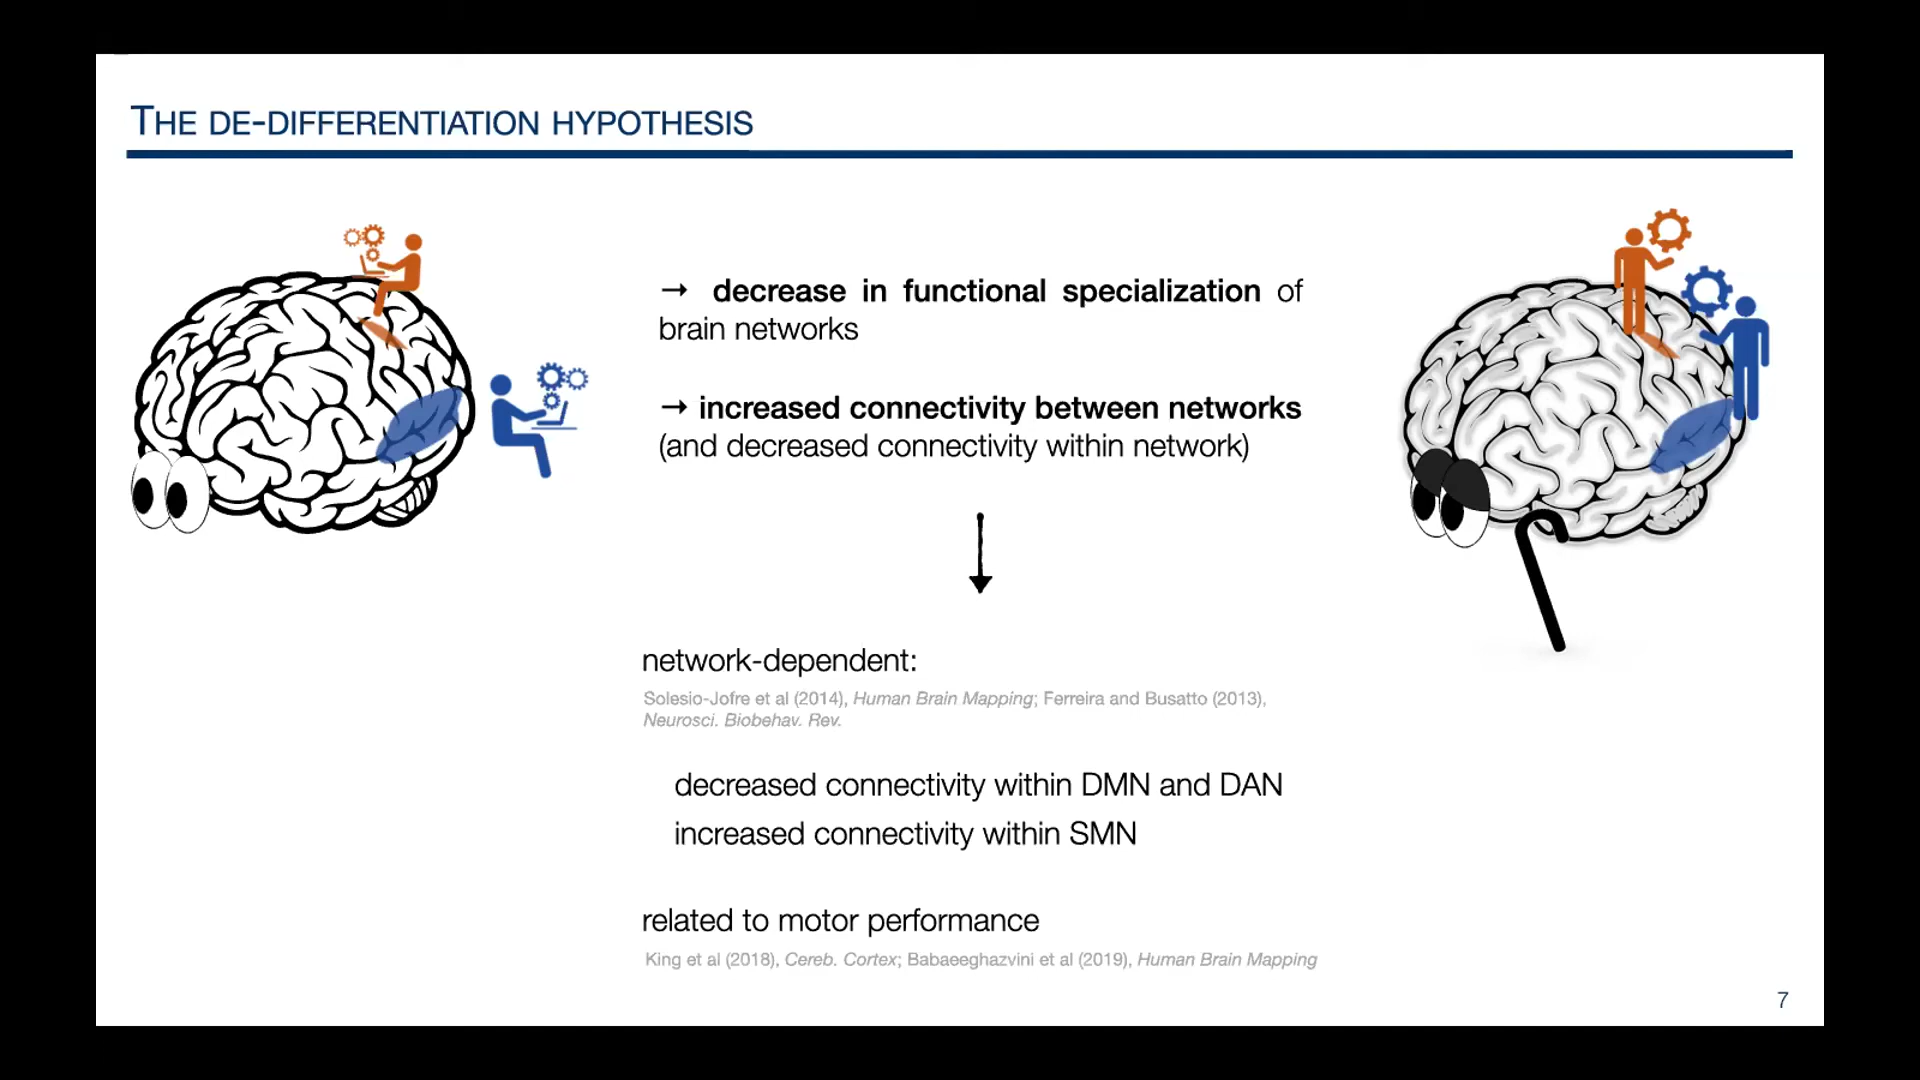 THE DE-DIFFERENTIATION HYPOTHESIS
→ decrease in functional specialization of
brain networks
→ increased connectivity between networks
(and decreased connectivity within network)
network-dependent:
Solesio-Jofre et al (2014), Human Brain Mapping; Ferreira and Busatto (2013),
Neurosci. Biobehav. Rev.
decreased connectivity within DMN and DAN
increased connectivity within SMN
related to motor performance
King et al (2018), Cereb. Cortex; Babaeeghazvini et al (2019), Human Brain Mapping
7